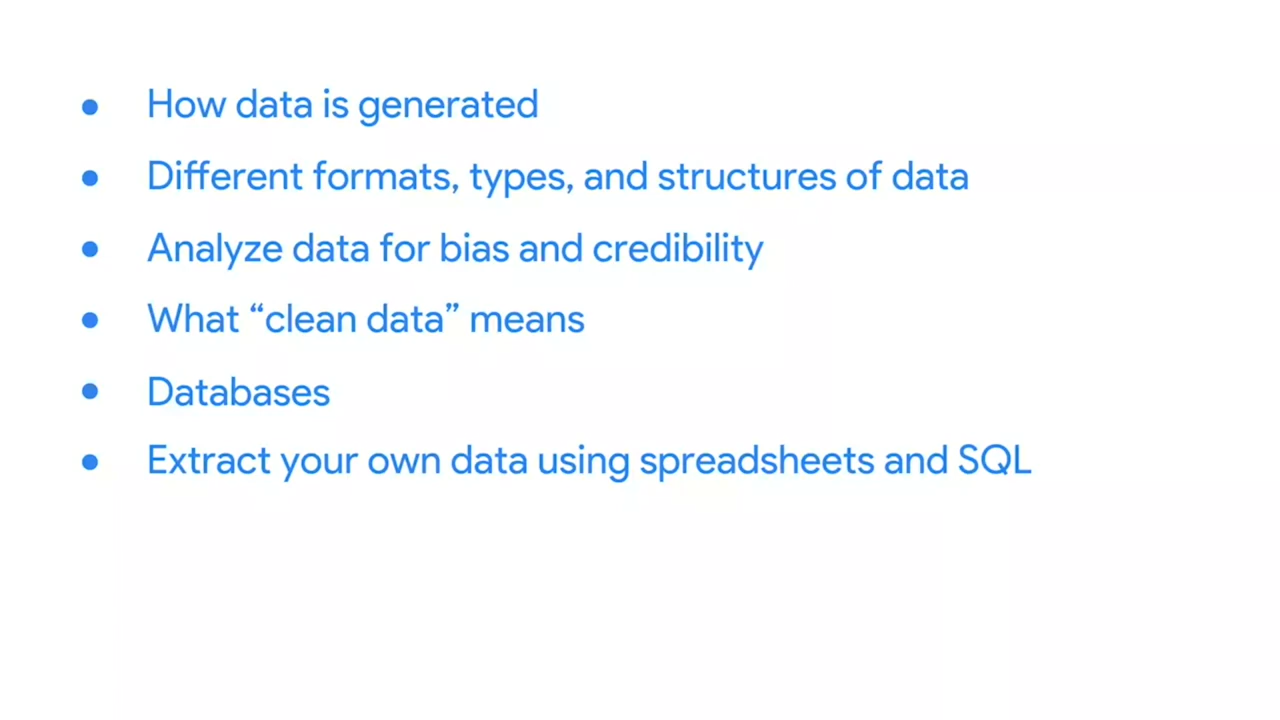 ● How data is generated
● Different formats, types, and structures of data
● Analyze data for bias and credibility
● What “clean data” means
● Databases
● Extract your own data using spreadsheets and SQL